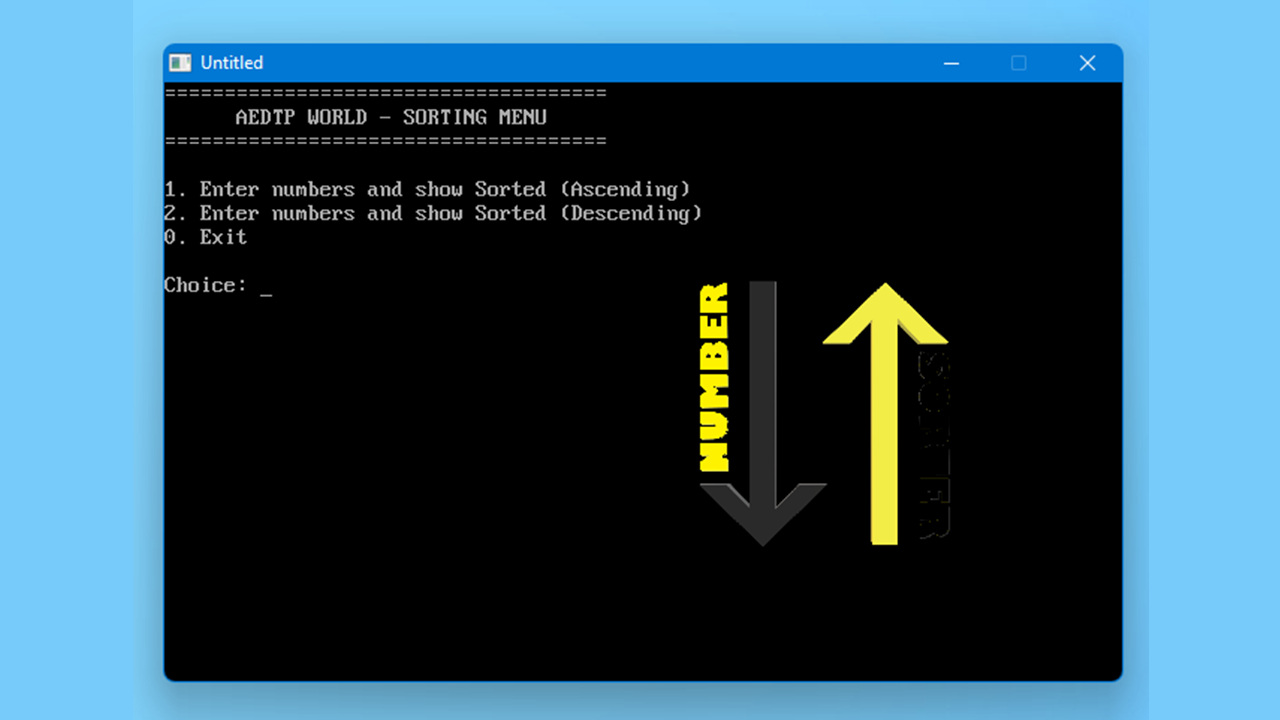 Untitled
=====================================
AEDTP WORLD - SORTING MENU
=====================================
1. Enter numbers and show Sorted (Ascending)
2. Enter numbers and show Sorted (Descending)
0. Exit
Choice: _
NUMBER
SORTER